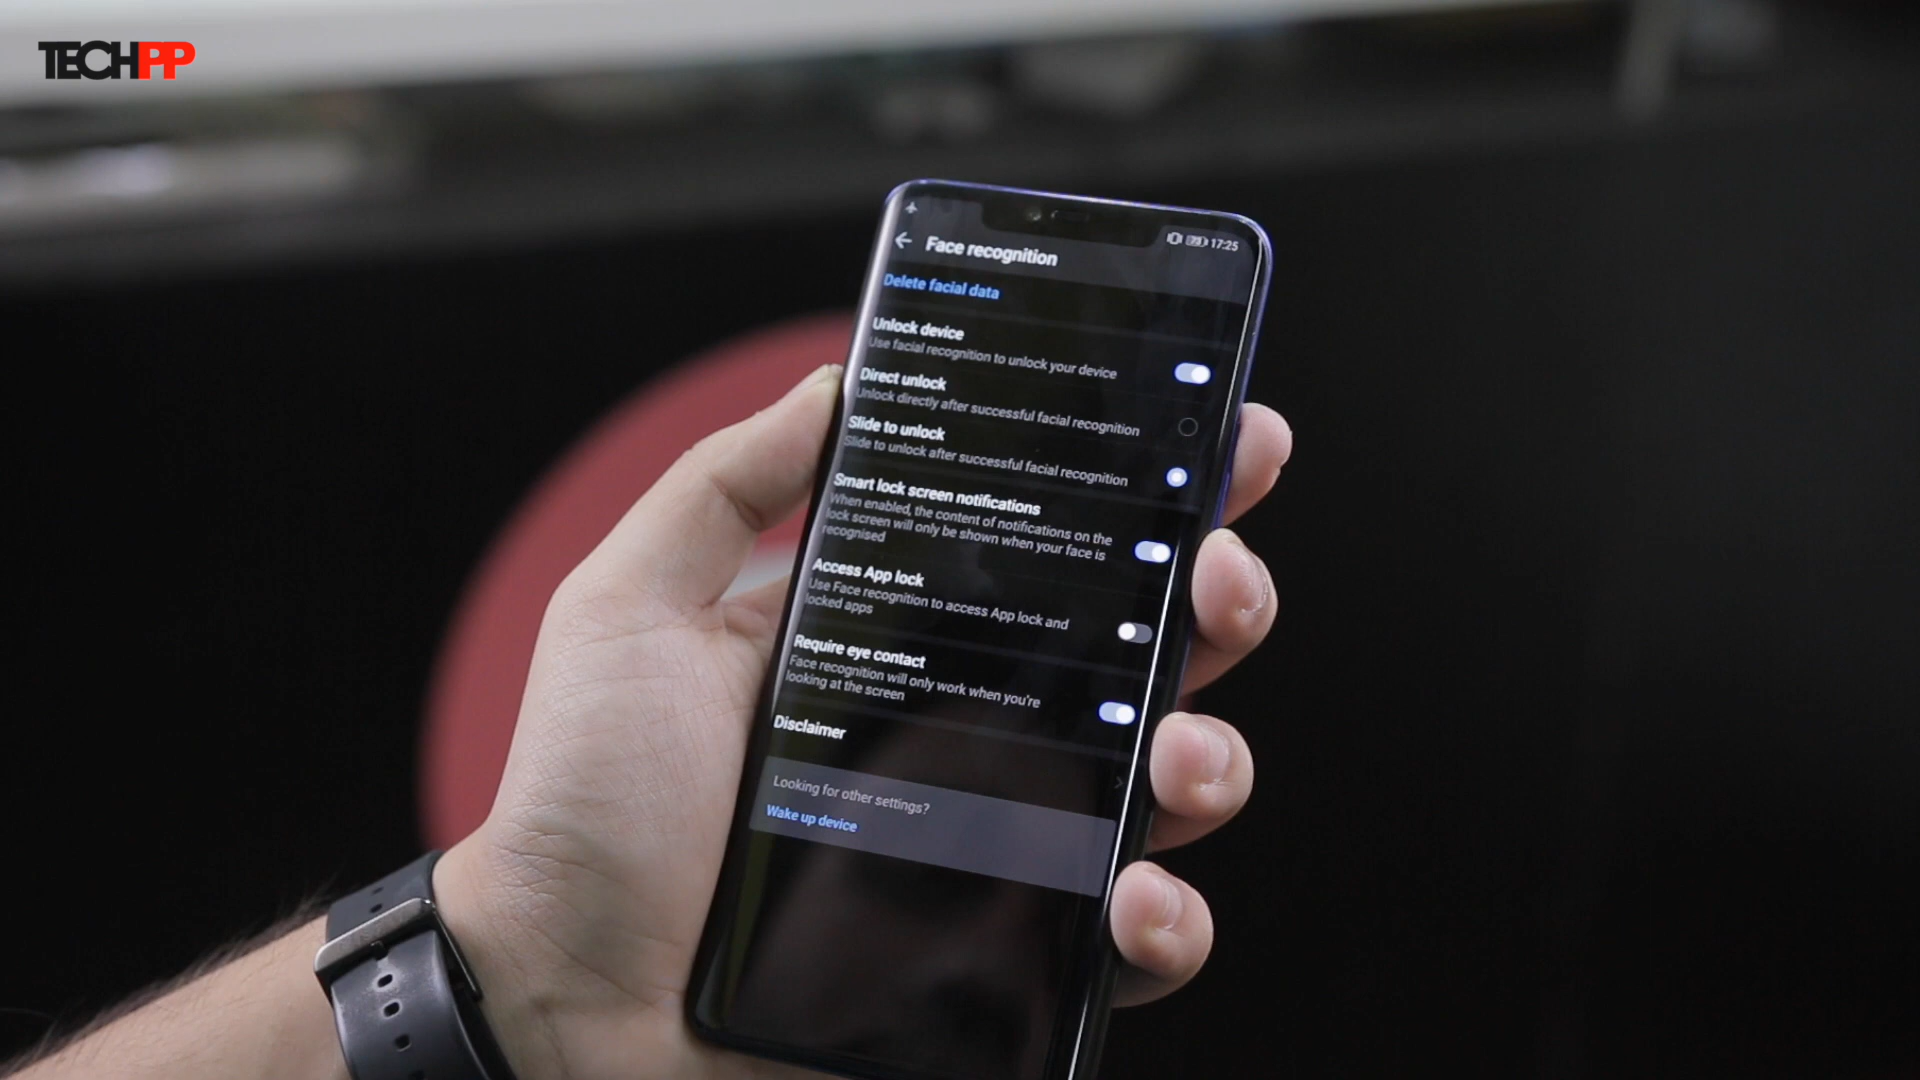 TECHPP
17:25
Face recognition
Delete facial data
Unlock device
Use facial recognition to unlock your device
Direct unlock
Unlock directly after successful facial recognition
Slide to unlock
Slide to unlock after successful facial recognition
Smart lock screen notifications
When enabled, the content of notifications on the
lock screen will only be shown when your face is
recognised
Access App lock
Use Face recognition to access App lock and
locked apps
Require eye contact
Face recognition will only work when you're
looking at the screen
Disclaimer
Looking for other settings?
Wake up device